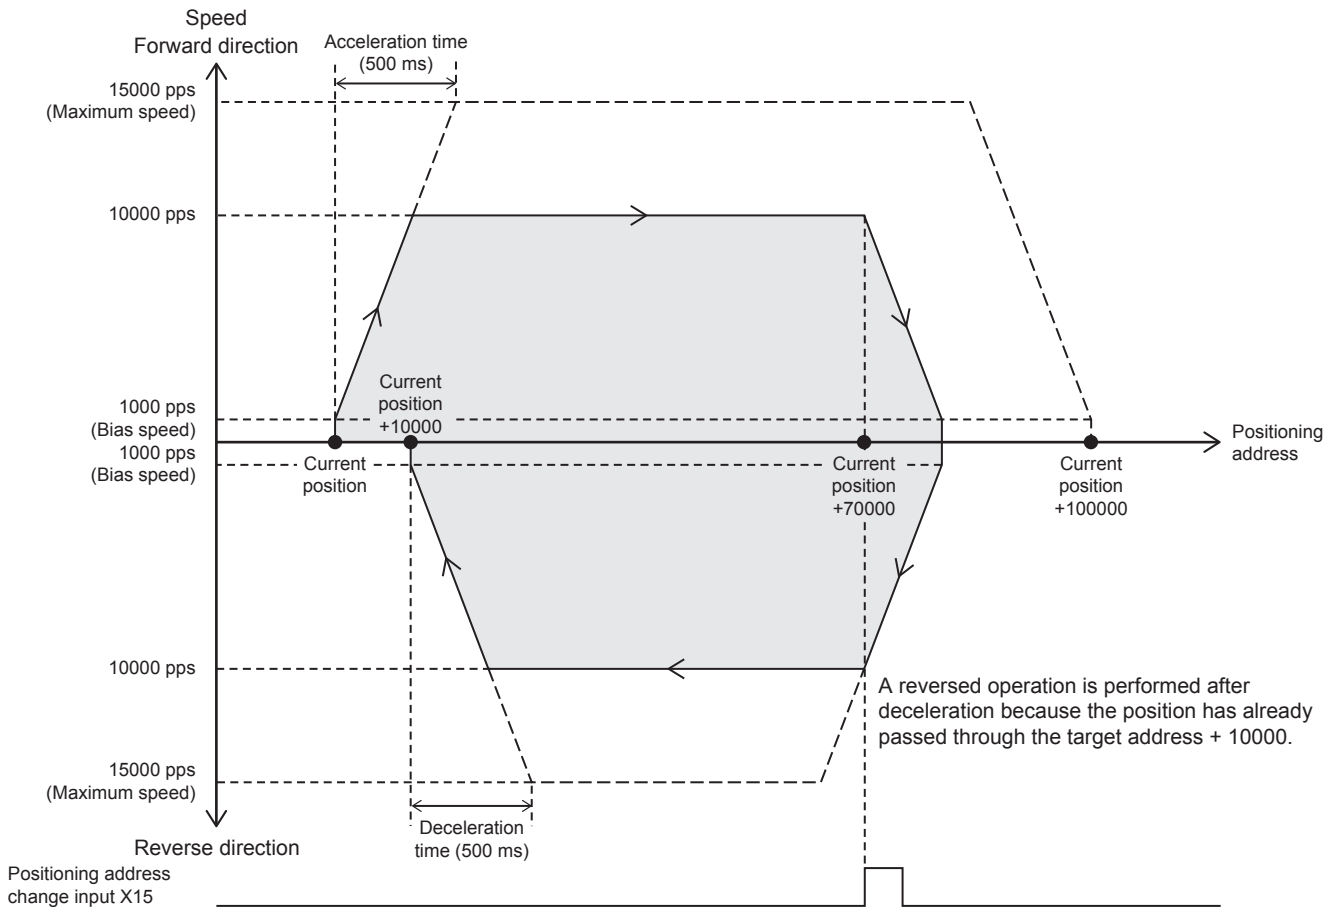 Speed
Forward direction
Acceleration time
(500 ms)
15000 pps
(Maximum speed)
10000 pps
Current
position
+10000
1000 pps
(Bias speed)
1000 pps
(Bias speed)
Current
position
Current
position
+70000
Current
position
+100000
Positioning
address
10000 pps
A reversed operation is performed after
deceleration because the position has already
passed through the target address + 10000.
15000 pps
(Maximum speed)
Deceleration
time (500 ms)
Reverse direction
Positioning address
change input X15